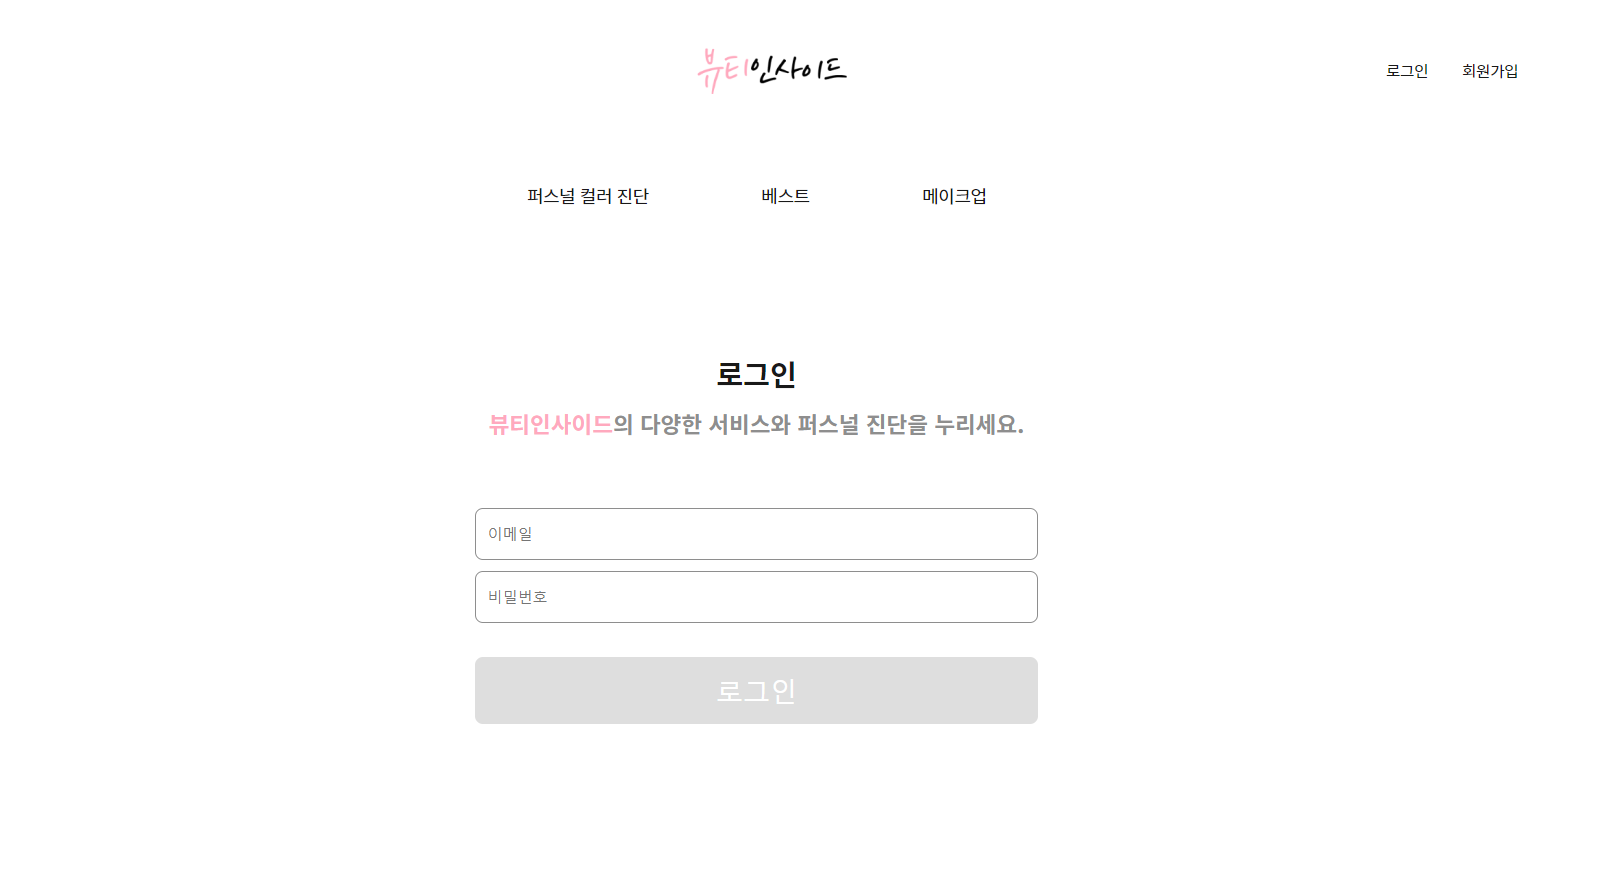 뷰티인사이드
로그인 회원가입
퍼스널 컬러 진단 베스트 메이크업
로그인
뷰티인사이드의 다양한 서비스와 퍼스널 진단을 누리세요.
이메일
비밀번호
로그인